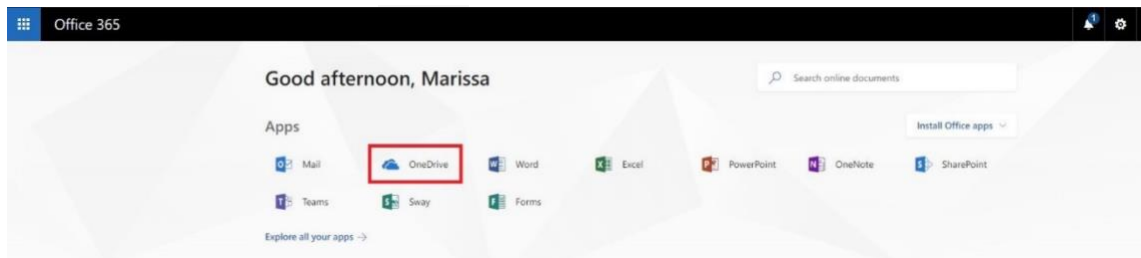 Office 365
1
Good afternoon, Marissa
Search online documents
Apps
Install Office apps
Mail OneDrive Word Excel PowerPoint OneNote SharePoint
Teams Sway Forms
Explore all your apps →